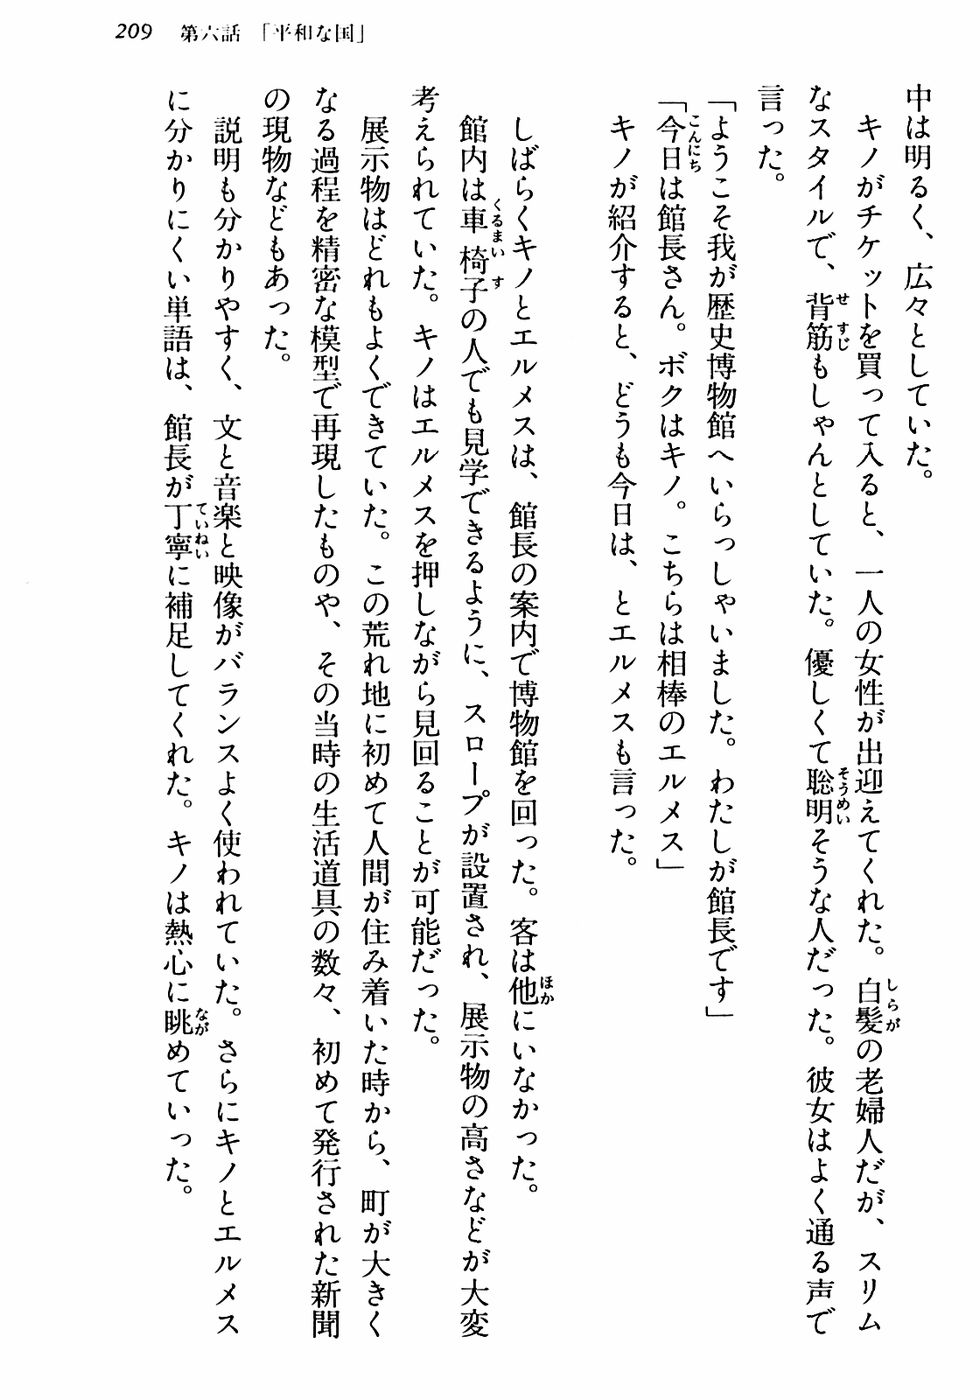 209　第六話　「平和な国」
中は明るく、広々としていた。
　キノがチケットを買って入ると、一人の女性が出迎えてくれた。白髪の老婦人だが、スリム
なスタイルで、背筋もしゃんとしていた。優しくて聡明そうな人だった。彼女はよく通る声で
言った。
「ようこそ我が歴史博物館へいらっしゃいました。わたしが館長です」
「今日は館長さん。ボクはキノ。こちらは相棒のエルメス」
　キノが紹介すると、どうも今日は、とエルメスも言った。
　しばらくキノとエルメスは、館長の案内で博物館を回った。客は他にいなかった。
　館内は車椅子の人でも見学できるように、スロープが設置され、展示物の高さなどが大変
考えられていた。キノはエルメスを押しながら見回ることが可能だった。
　展示物はどれもよくできていた。この荒れ地に初めて人間が住み着いた時から、町が大きく
なる過程を精密な模型で再現したものや、その当時の生活道具の数々、初めて発行された新聞
の現物などもあった。
　説明も分かりやすく、文と音楽と映像がバランスよく使われていた。さらにキノとエルメス
に分かりにくい単語は、館長が丁寧に補足してくれた。キノは熱心に眺めていった。